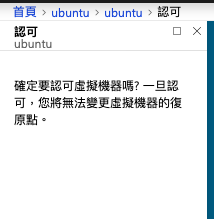 首頁 > ubuntu > ubuntu > 認可
認可
ubuntu
確定要認可虛擬機器嗎? 一旦認
可，您將無法變更虛擬機器的復
原點。